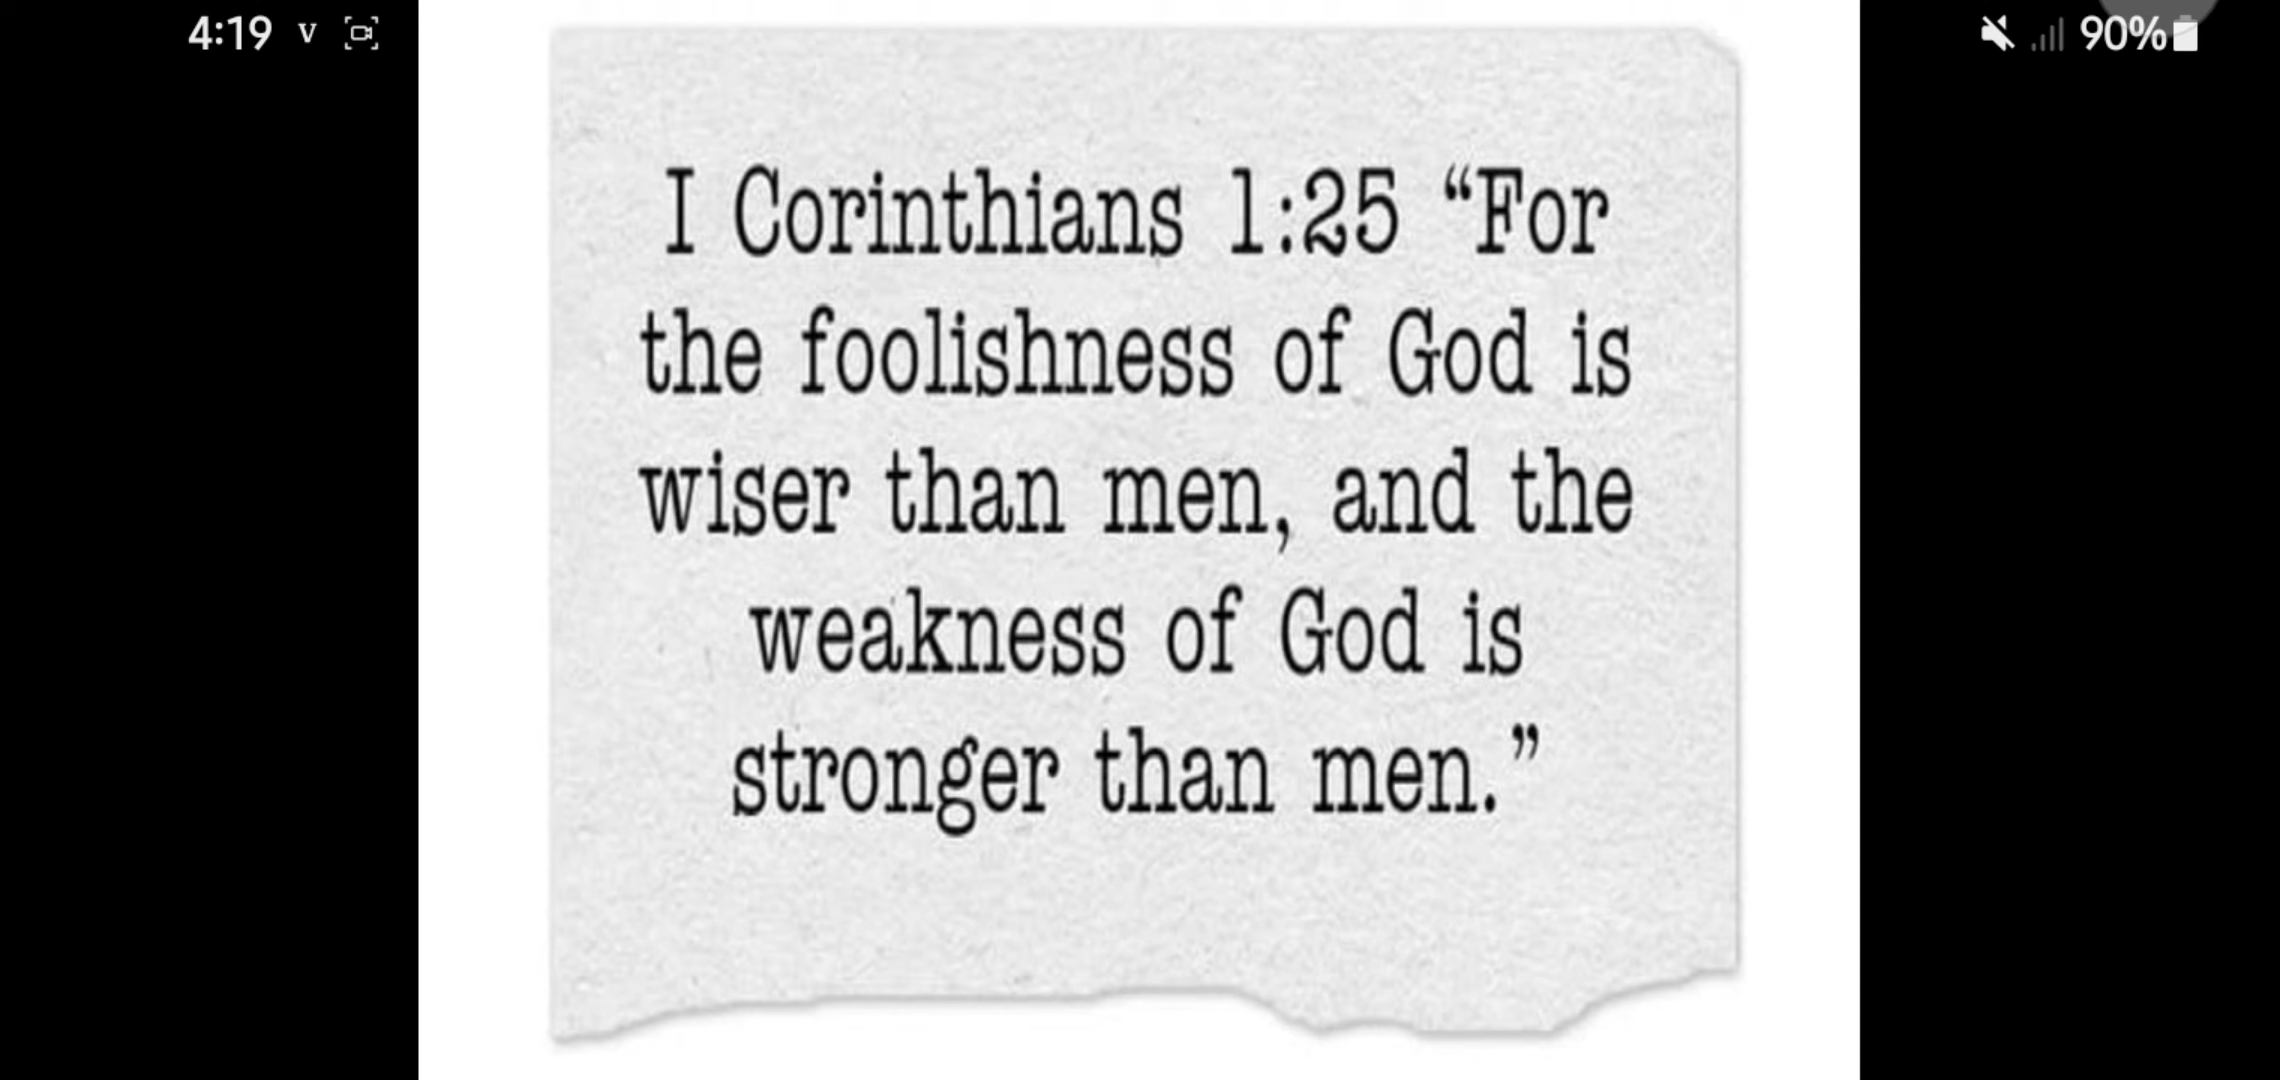 4:19 V
90%
I Corinthians 1:25 “For
the foolishness of God is
wiser than men, and the
weakness of God is
stronger than men.”